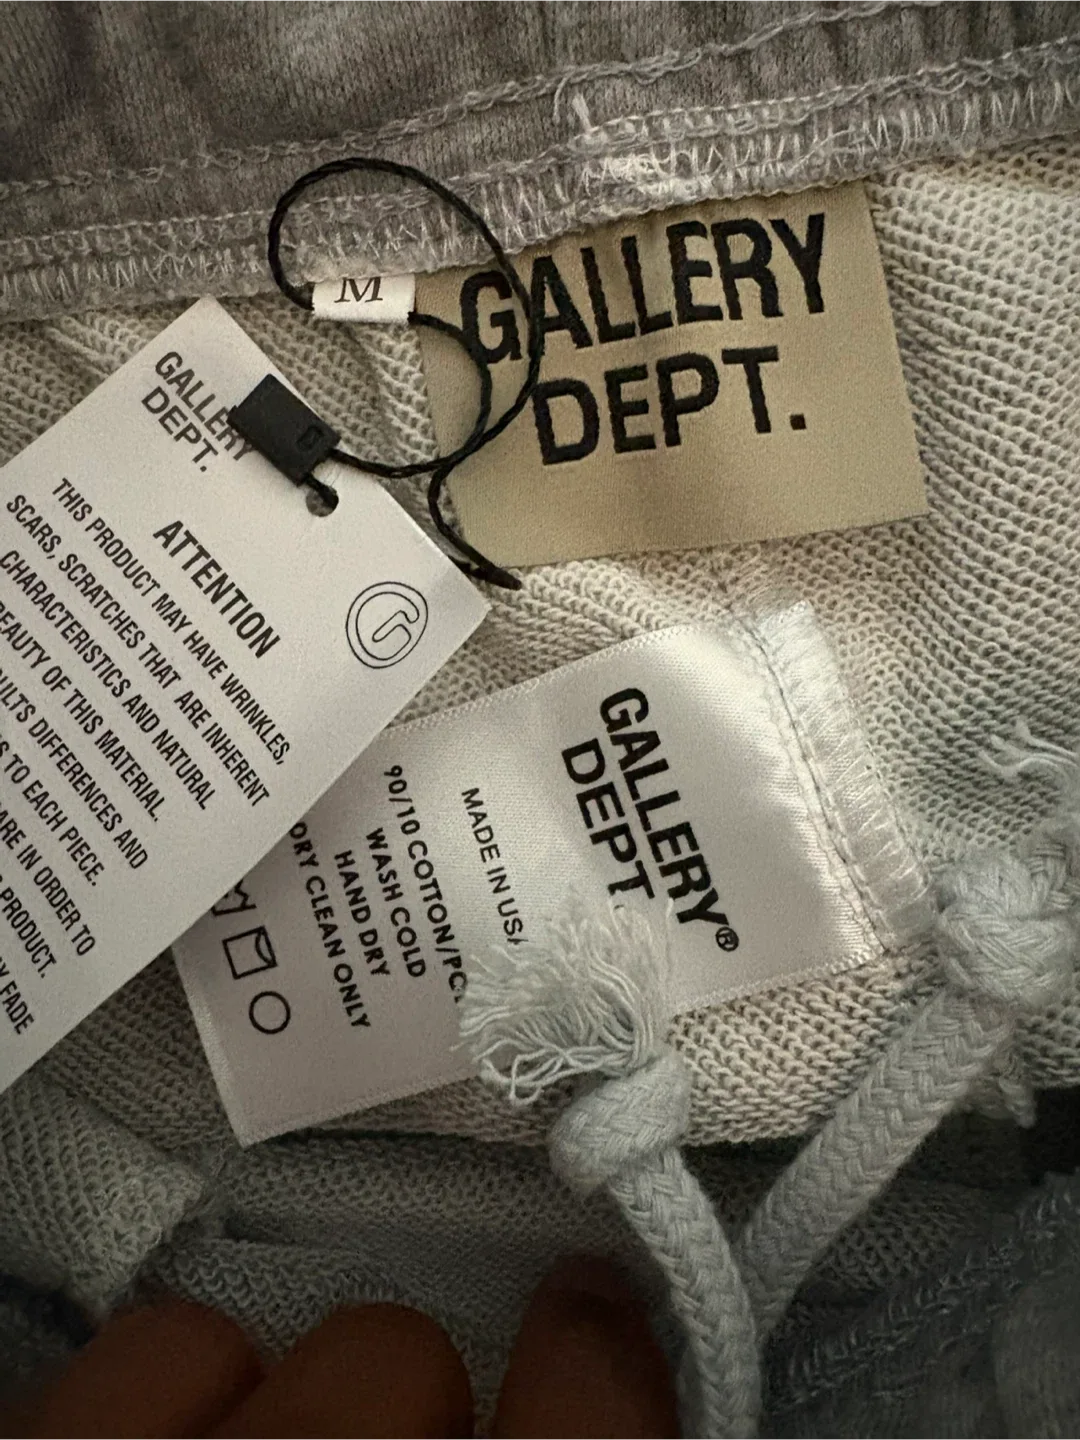 M
GALLERY
DEPT.
GALLERY
DEPT.
ATTENTION
THIS PRODUCT MAY HAVE WRINKLES,
SCARS, SCRATCHES THAT ARE INHERENT
CHARACTERISTICS AND NATURAL
BEAUTY OF THIS MATERIAL.
DIFFERENCES AND
TO EACH PIECE.
ARE IN ORDER TO
PRODUCT.
FADE
G
GALLERY
DEPT.®
MADE IN USA
90/10 COTTON/
WASH COLD
HAND DRY
DRY CLEAN ONLY